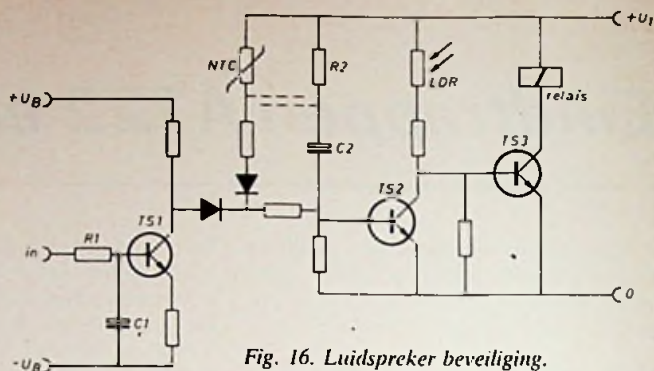 +U1
NTC
R2
LDR
relais
+UB
C2
TS3
TS1
TS2
in
R1
C1
0
-UB
Fig. 16. Luidspreker beveiliging.